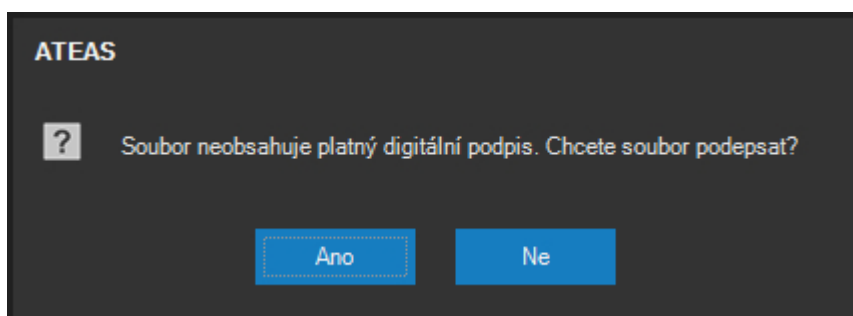 ATEAS
? Soubor neobsahuje platný digitální podpis. Chcete soubor podepsat?
Ano Ne